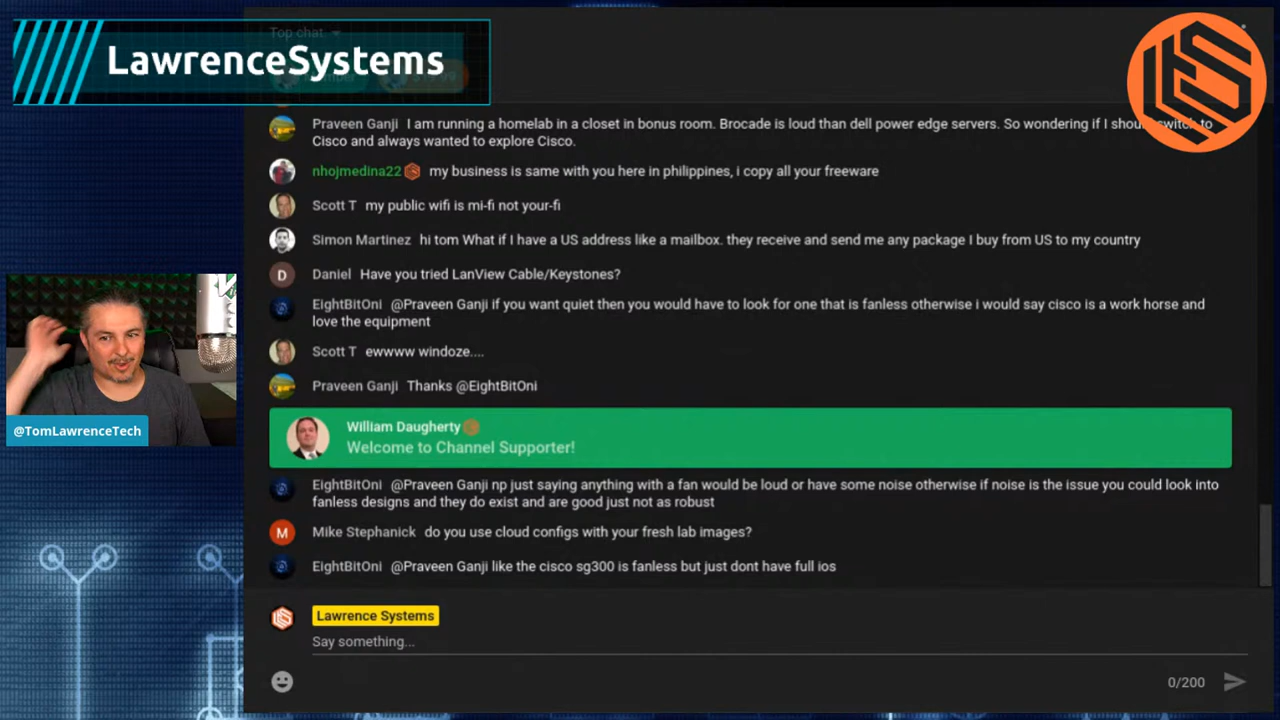 Top chat
LawrenceSystems
Praveen Ganji I am running a homelab in a closet in bonus room. Brocade is loud than dell power edge servers. So wondering if I should switch to
Cisco and always wanted to explore Cisco.
nhojmedina22 my business is same with you here in philippines, i copy all your freeware
Scott T my public wifi is mi-fi not your-fi
Simon Martinez hi tom What if I have a US address like a mailbox. they receive and send me any package I buy from US to my country
D Daniel Have you tried LanView Cable/Keystones?
EightBitOni @Praveen Ganji if you want quiet then you would have to look for one that is fanless otherwise i would say cisco is a work horse and
love the equipment
Scott T ewwww windoze....
Praveen Ganji Thanks @EightBitOni
@TomLawrenceTech
William Daugherty
Welcome to Channel Supporter!
EightBitOni @Praveen Ganji np just saying anything with a fan would be loud or have some noise otherwise if noise is the issue you could look into
fanless designs and they do exist and are good just not as robust
M Mike Stephanick do you use cloud configs with your fresh lab images?
EightBitOni @Praveen Ganji like the cisco sg300 is fanless but just dont have full ios
Lawrence Systems
Say something...
0/200